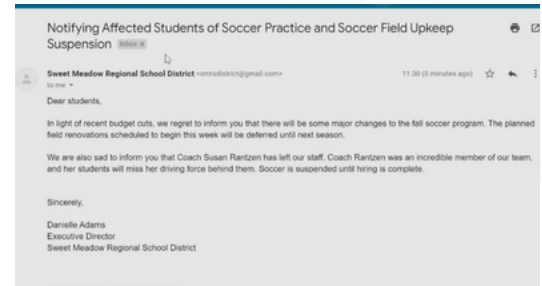 Notifying Affected Students of Soccer Practice and Soccer Field Upkeep
Suspension Inbox x
Sweet Meadow Regional School District <smrsdistrict@gmail.com> 11:30 (0 minutes ago)
to me
Dear students,
In light of recent budget cuts, we regret to inform you that there will be some major changes to the fall soccer program. The planned
field renovations scheduled to begin this week will be deferred until next season.
We are also sad to inform you that Coach Susan Rantzen has left our staff. Coach Rantzen was an incredible member of our team,
and her students will miss her driving force behind them. Soccer is suspended until hiring is complete.
Sincerely,
Danielle Adams
Executive Director
Sweet Meadow Regional School District